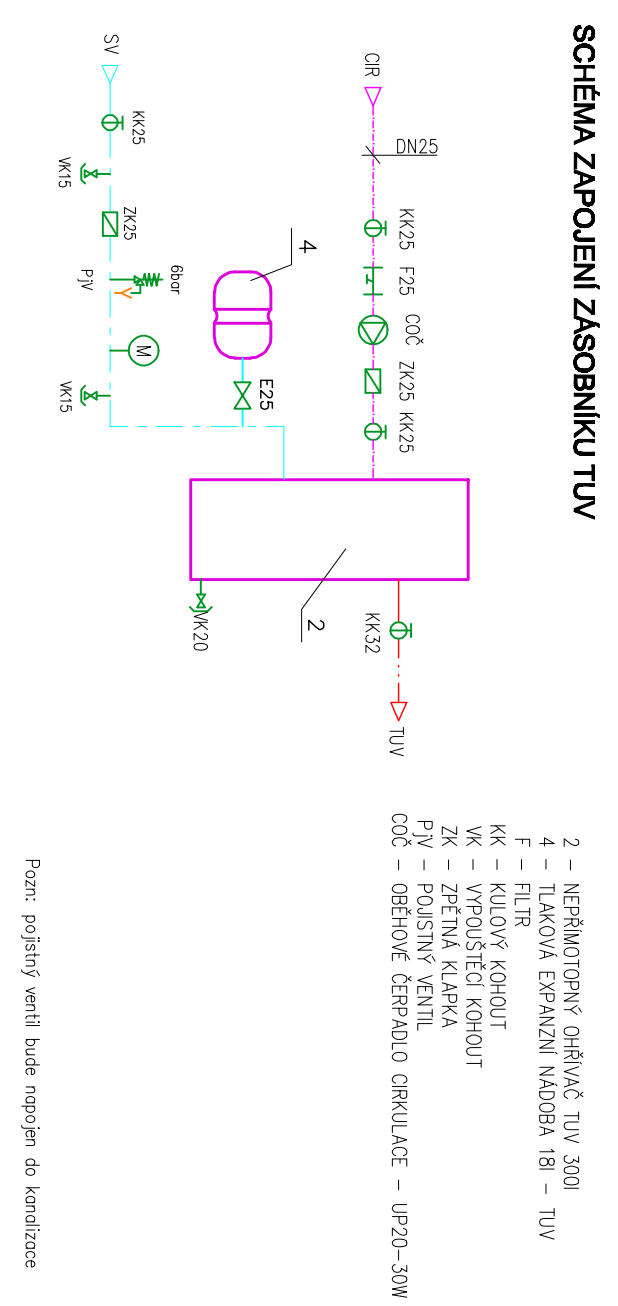 SCHÉMA ZAPOJENÍ ZÁSOBNÍKU TUV
CIR
DN25
KK25
F25
COČ
ZK25
KK25
SV
KK25
VK15
ZK25
6bar
PjV
M
VK15
4
E25
2
VK20
KK32
TUV
2 – NEPŘÍMOTOPNÝ OHŘÍVAČ TUV 300l
4 – TLAKOVÁ EXPANZNÍ NÁDOBA 18l – TUV
F – FILTR
KK – KULOVÝ KOHOUT
VK – VYPOUŠTĚCÍ KOHOUT
ZK – ZPĚTNÁ KLAPKA
PjV – POJISTNÝ VENTIL
COČ – OBĚHOVÉ ČERPADLO CIRKULACE – UP20–30W
Pozn: pojistný ventil bude napojen do kanalizace